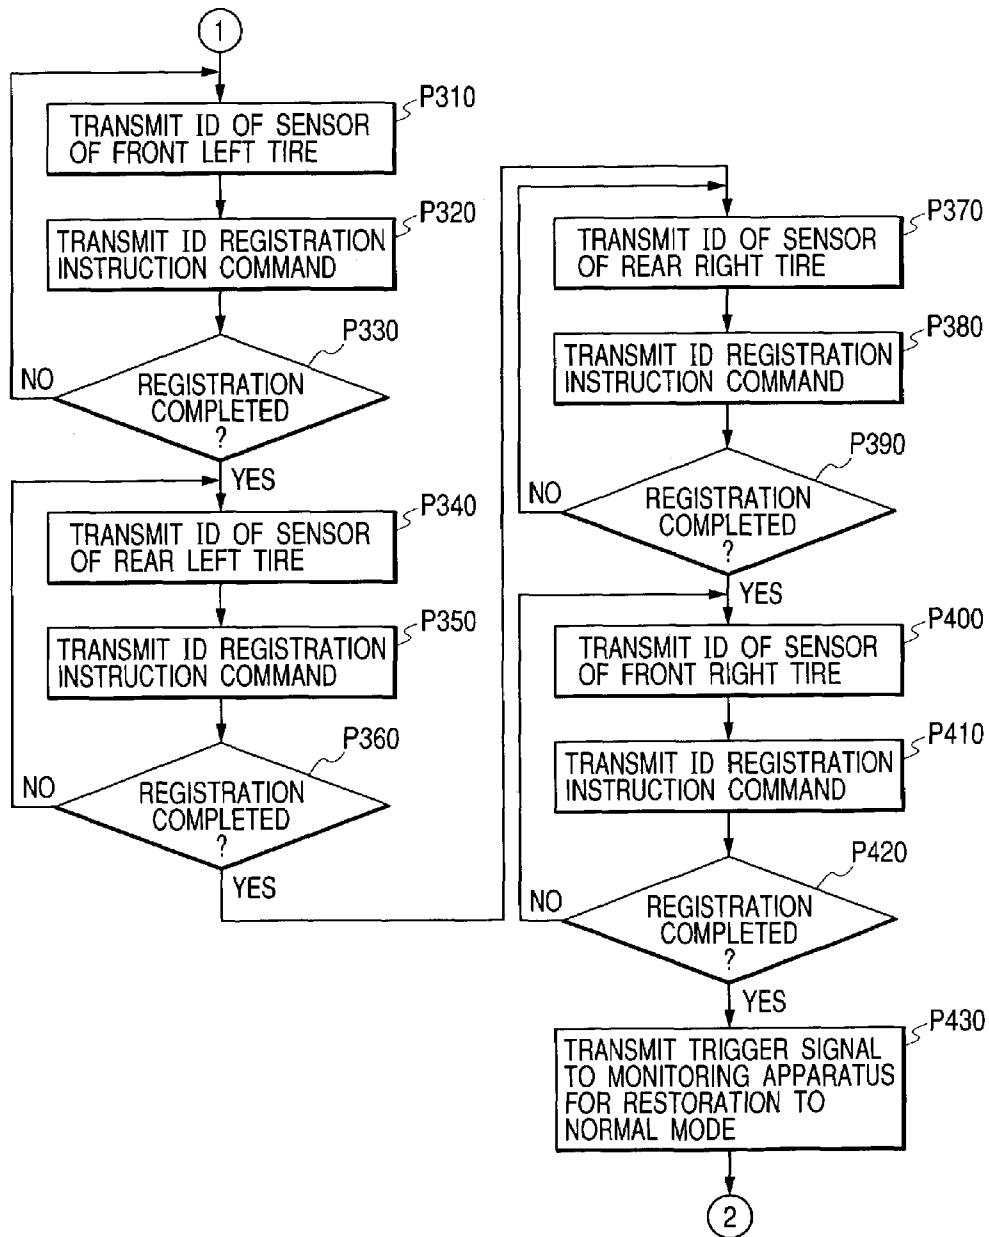 1
P310
TRANSMIT ID OF SENSOR
OF FRONT LEFT TIRE
P320
TRANSMIT ID REGISTRATION
INSTRUCTION COMMAND
P330
REGISTRATION
COMPLETED
?
NO
YES
P340
TRANSMIT ID OF SENSOR
OF REAR LEFT TIRE
P350
TRANSMIT ID REGISTRATION
INSTRUCTION COMMAND
P360
REGISTRATION
COMPLETED
?
NO
YES
P370
TRANSMIT ID OF SENSOR
OF REAR RIGHT TIRE
P380
TRANSMIT ID REGISTRATION
INSTRUCTION COMMAND
P390
REGISTRATION
COMPLETED
?
NO
YES
P400
TRANSMIT ID OF SENSOR
OF FRONT RIGHT TIRE
P410
TRANSMIT ID REGISTRATION
INSTRUCTION COMMAND
P420
REGISTRATION
COMPLETED
?
NO
YES
P430
TRANSMIT TRIGGER SIGNAL
TO MONITORING APPARATUS
FOR RESTORATION TO
NORMAL MODE
2